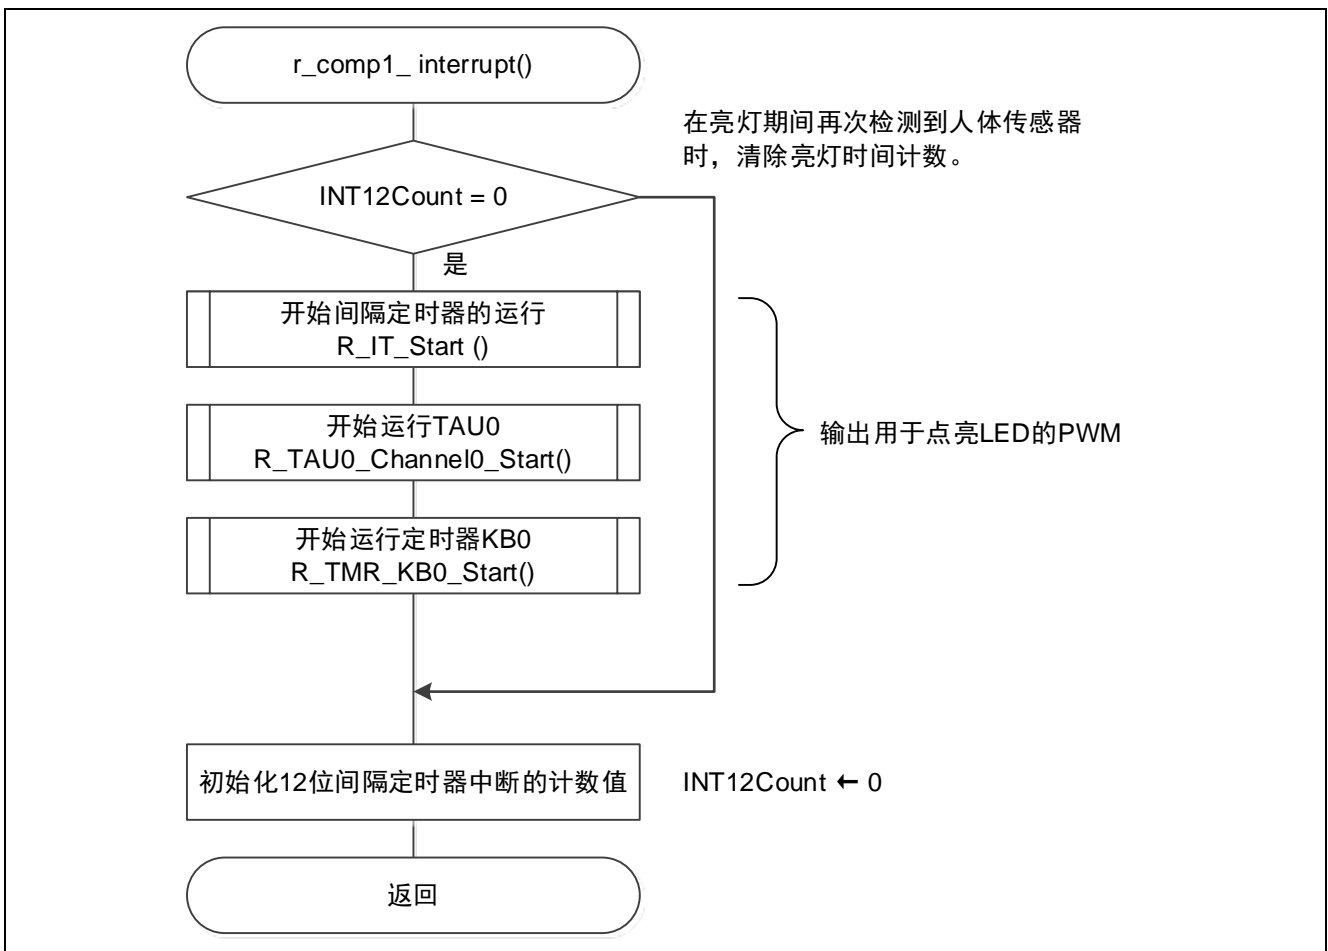 r_comp1_ interrupt()
在亮灯期间再次检测到人体传感器
时，清除亮灯时间计数。
INT12Count = 0
是
开始间隔定时器的运行
R_IT_Start ()
开始运行TAU0
R_TAU0_Channel0_Start()
输出用于点亮LED的PWM
开始运行定时器KB0
R_TMR_KB0_Start()
初始化12位间隔定时器中断的计数值
INT12Count ← 0
返回